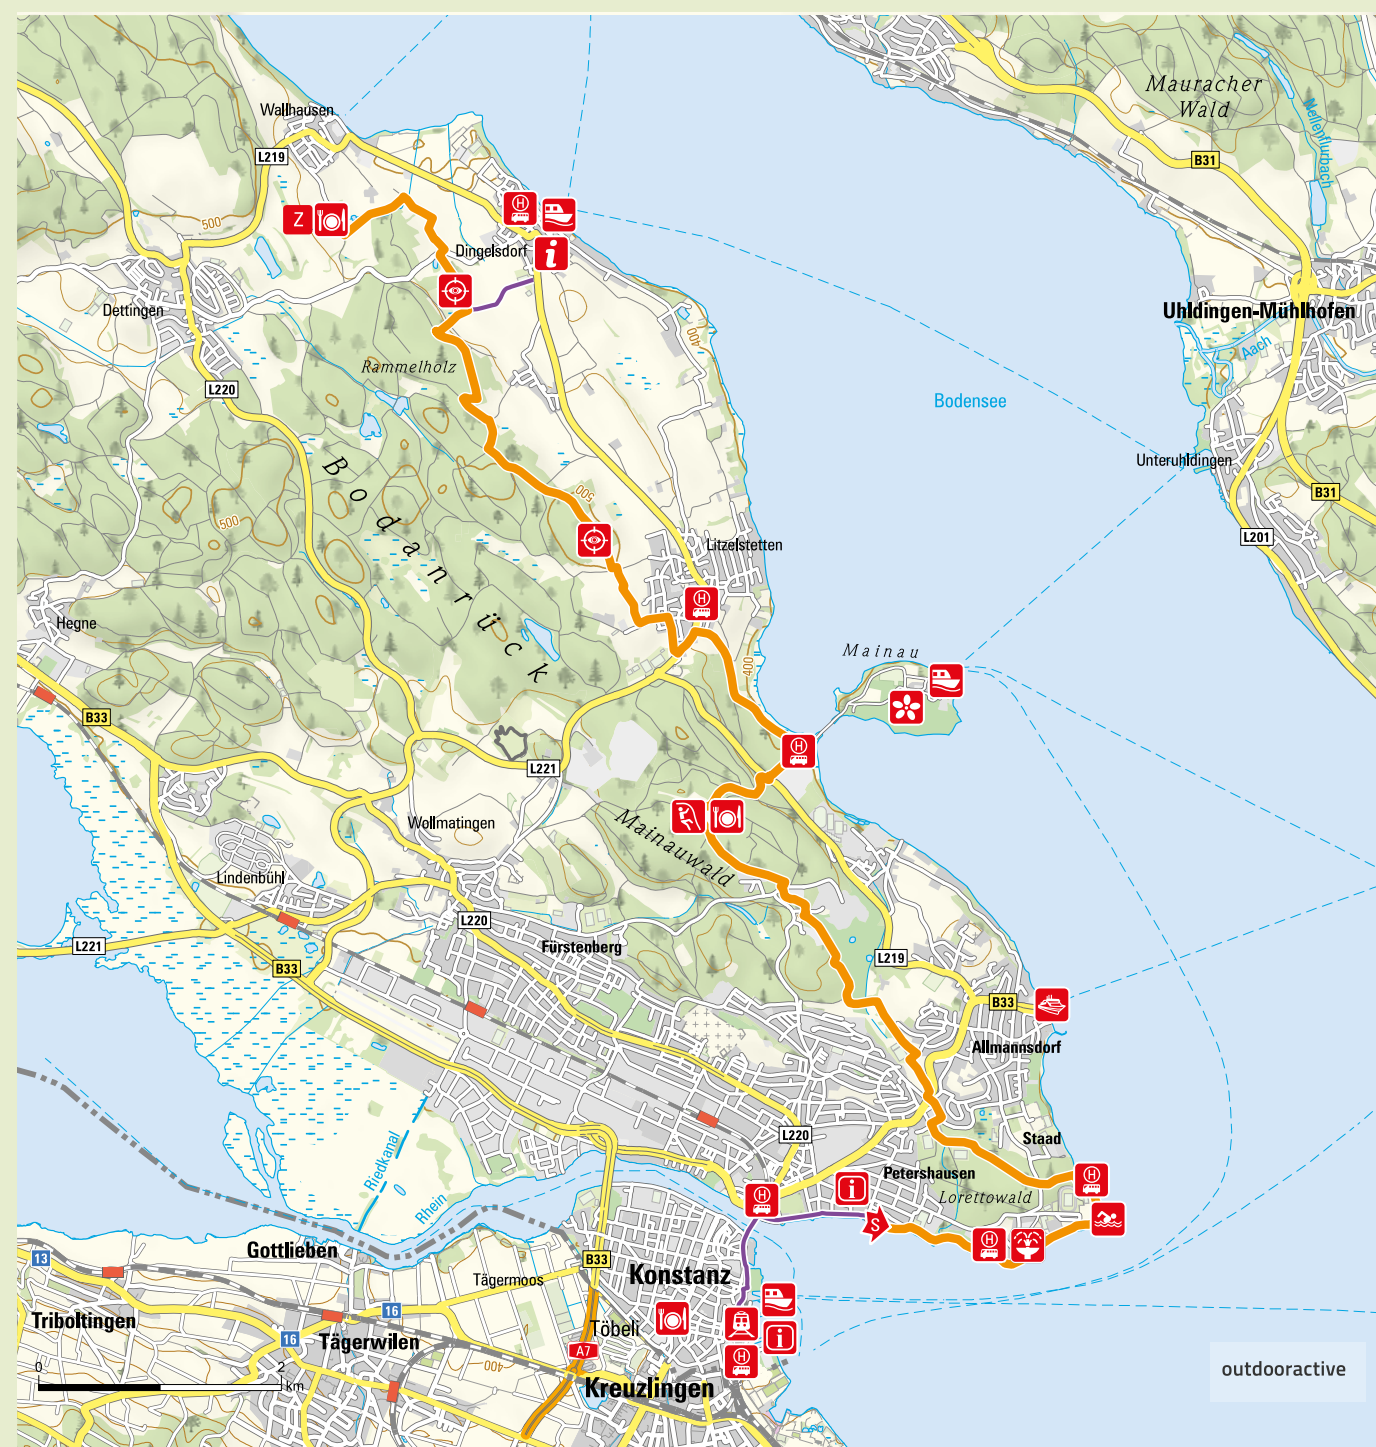 Mauracher
Wald
Nellenflurbach
Wallhausen
L219
B31
500
Z
H
i
Dingelsdorf
Dettingen
Uhldingen-Mühlhofen
Aach
400
Rammelholz
L220
Bodensee
Bodanrück
Unteruhldingen
B31
500
500
L201
Litzelstetten
H
Hegne
Mainau
400
B33
H
L221
Mainauwald
Wollmatingen
Lindenbühl
L220
Fürstenberg
L221
L219
B33
B33
Allmannsdorf
L220
Staad
Riedkanal
Petershausen
H
i
H
Lorettowald
Rhein
S
H
Gottlieben
13
B33
Konstanz
Tägermoos
16
Triboltingen
Töbeli
16
Tägerwilen
i
A7
H
400
0
2
km
Kreuzlingen
outdooractive